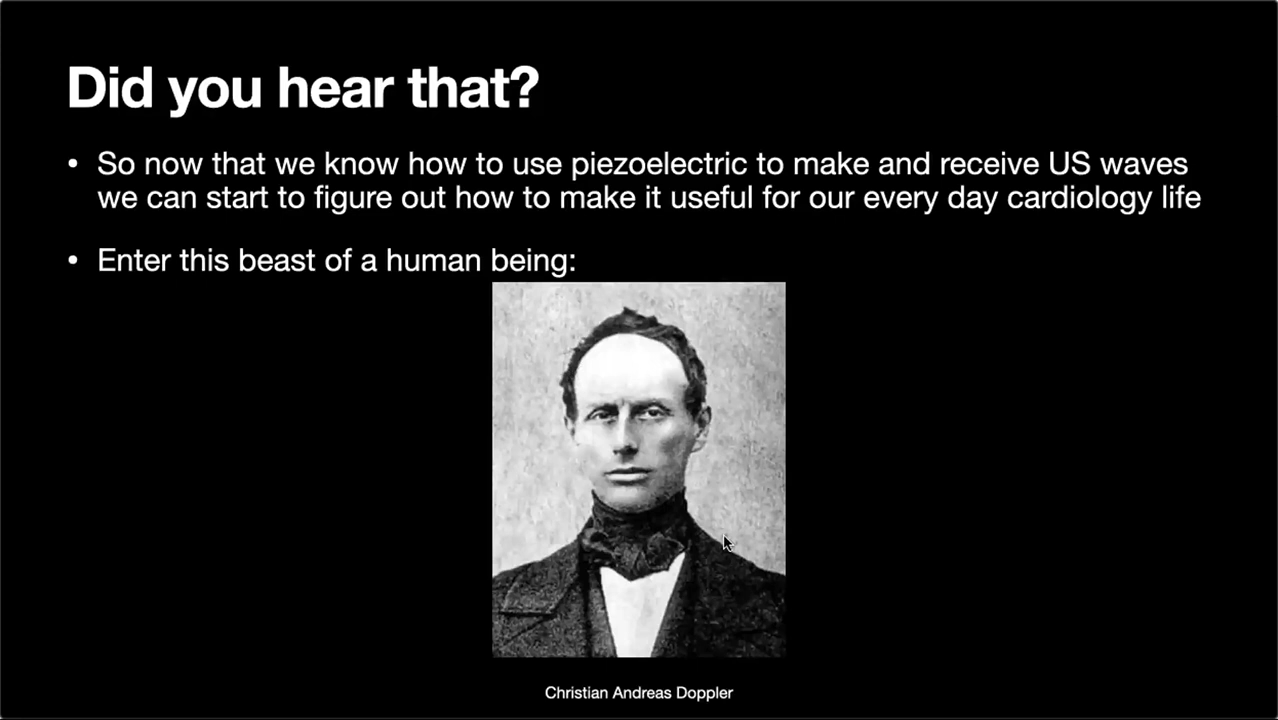 Did you hear that?
• So now that we know how to use piezoelectric to make and receive US waves
we can start to figure out how to make it useful for our every day cardiology life
• Enter this beast of a human being:
Christian Andreas Doppler